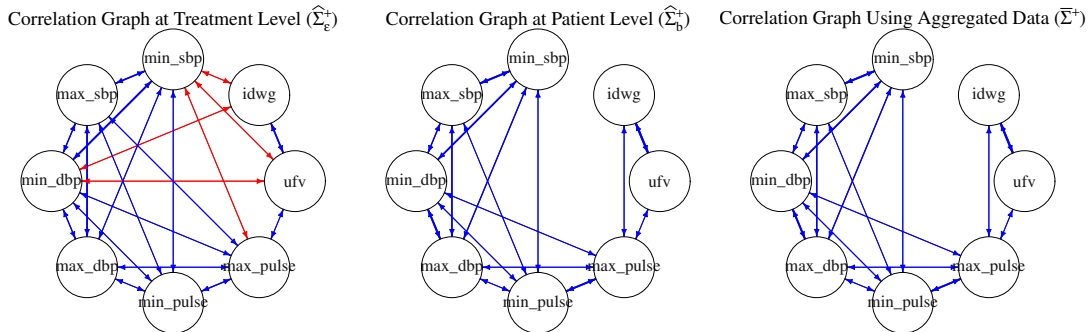 Correlation Graph at Treatment Level (Σ̂ε⁺)
min_sbp
max_sbp
idwg
min_dbp
ufv
max_dbp
max_pulse
min_pulse
Correlation Graph at Patient Level (Σ̂b⁺)
min_sbp
max_sbp
idwg
min_dbp
ufv
max_dbp
max_pulse
min_pulse
Correlation Graph Using Aggregated Data (Σ̅⁺)
min_sbp
max_sbp
idwg
min_dbp
ufv
max_dbp
max_pulse
min_pulse